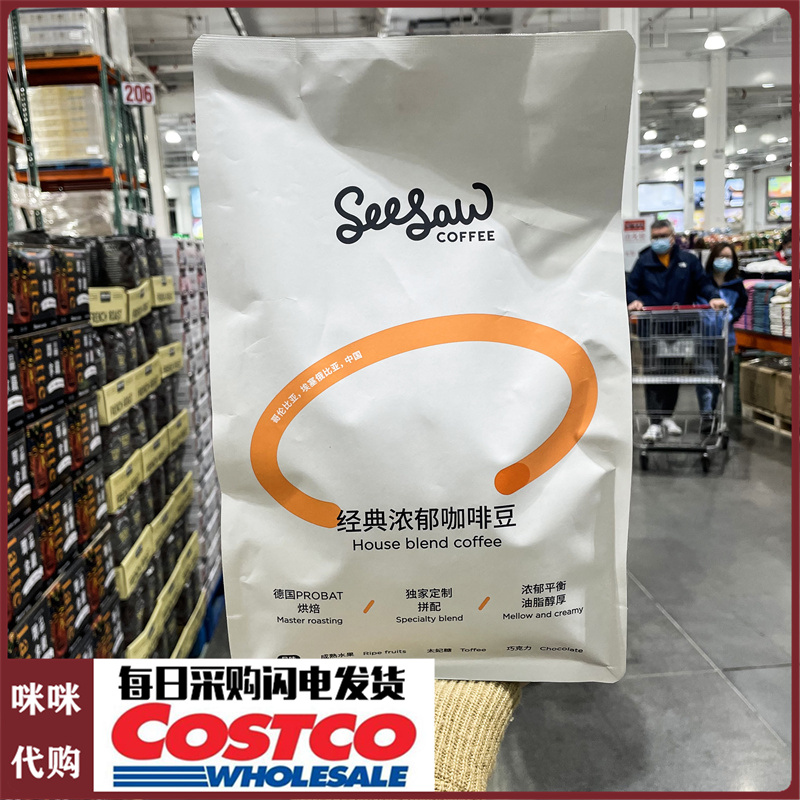 206
SeeSaw
COFFEE
哥伦比亚, 埃塞俄比亚, 中国
经典浓郁咖啡豆
House blend coffee
德国PROBAT
烘焙
Master roasting
独家定制
拼配
Specialty blend
浓郁平衡
油脂醇厚
Mellow and creamy
成熟水果 Ripe fruits
太妃糖 Toffee
巧克力 Chocolate
FRENCH ROAST
咪咪
代购
每日采购闪电发货
COSTCO
WHOLESALE